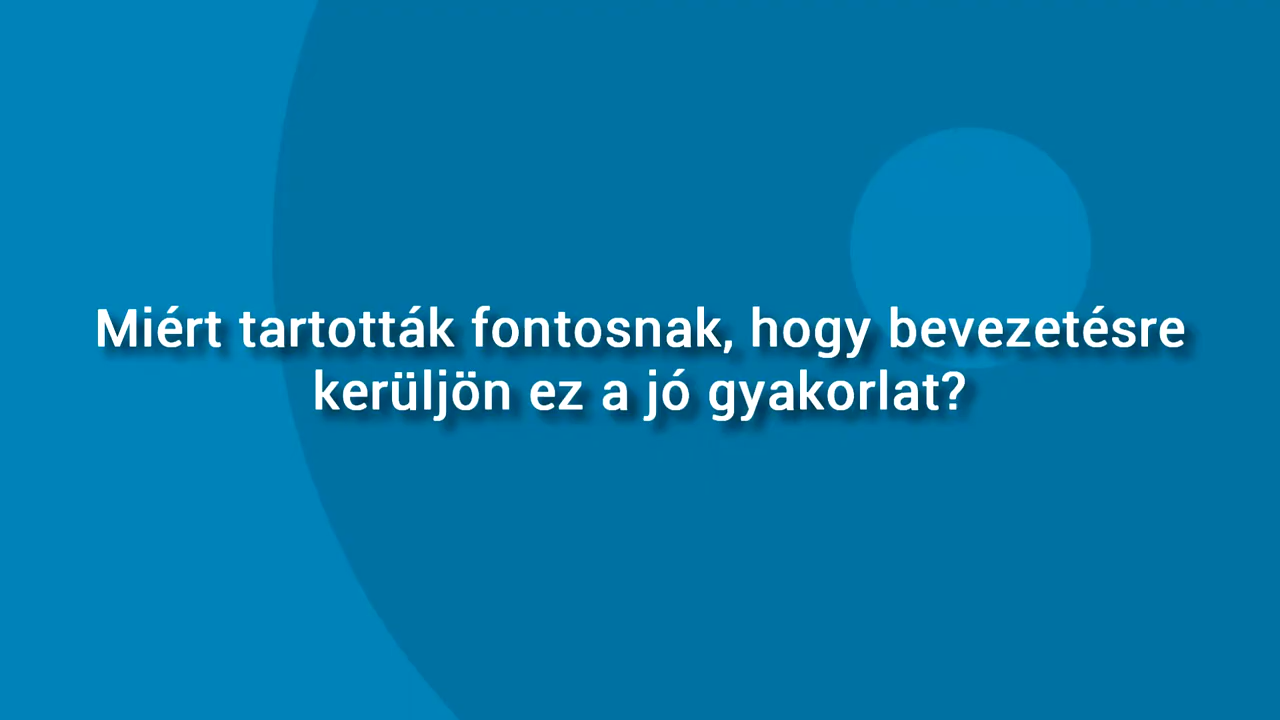 Miért tartották fontosnak, hogy bevezetésre
kerüljön ez a jó gyakorlat?